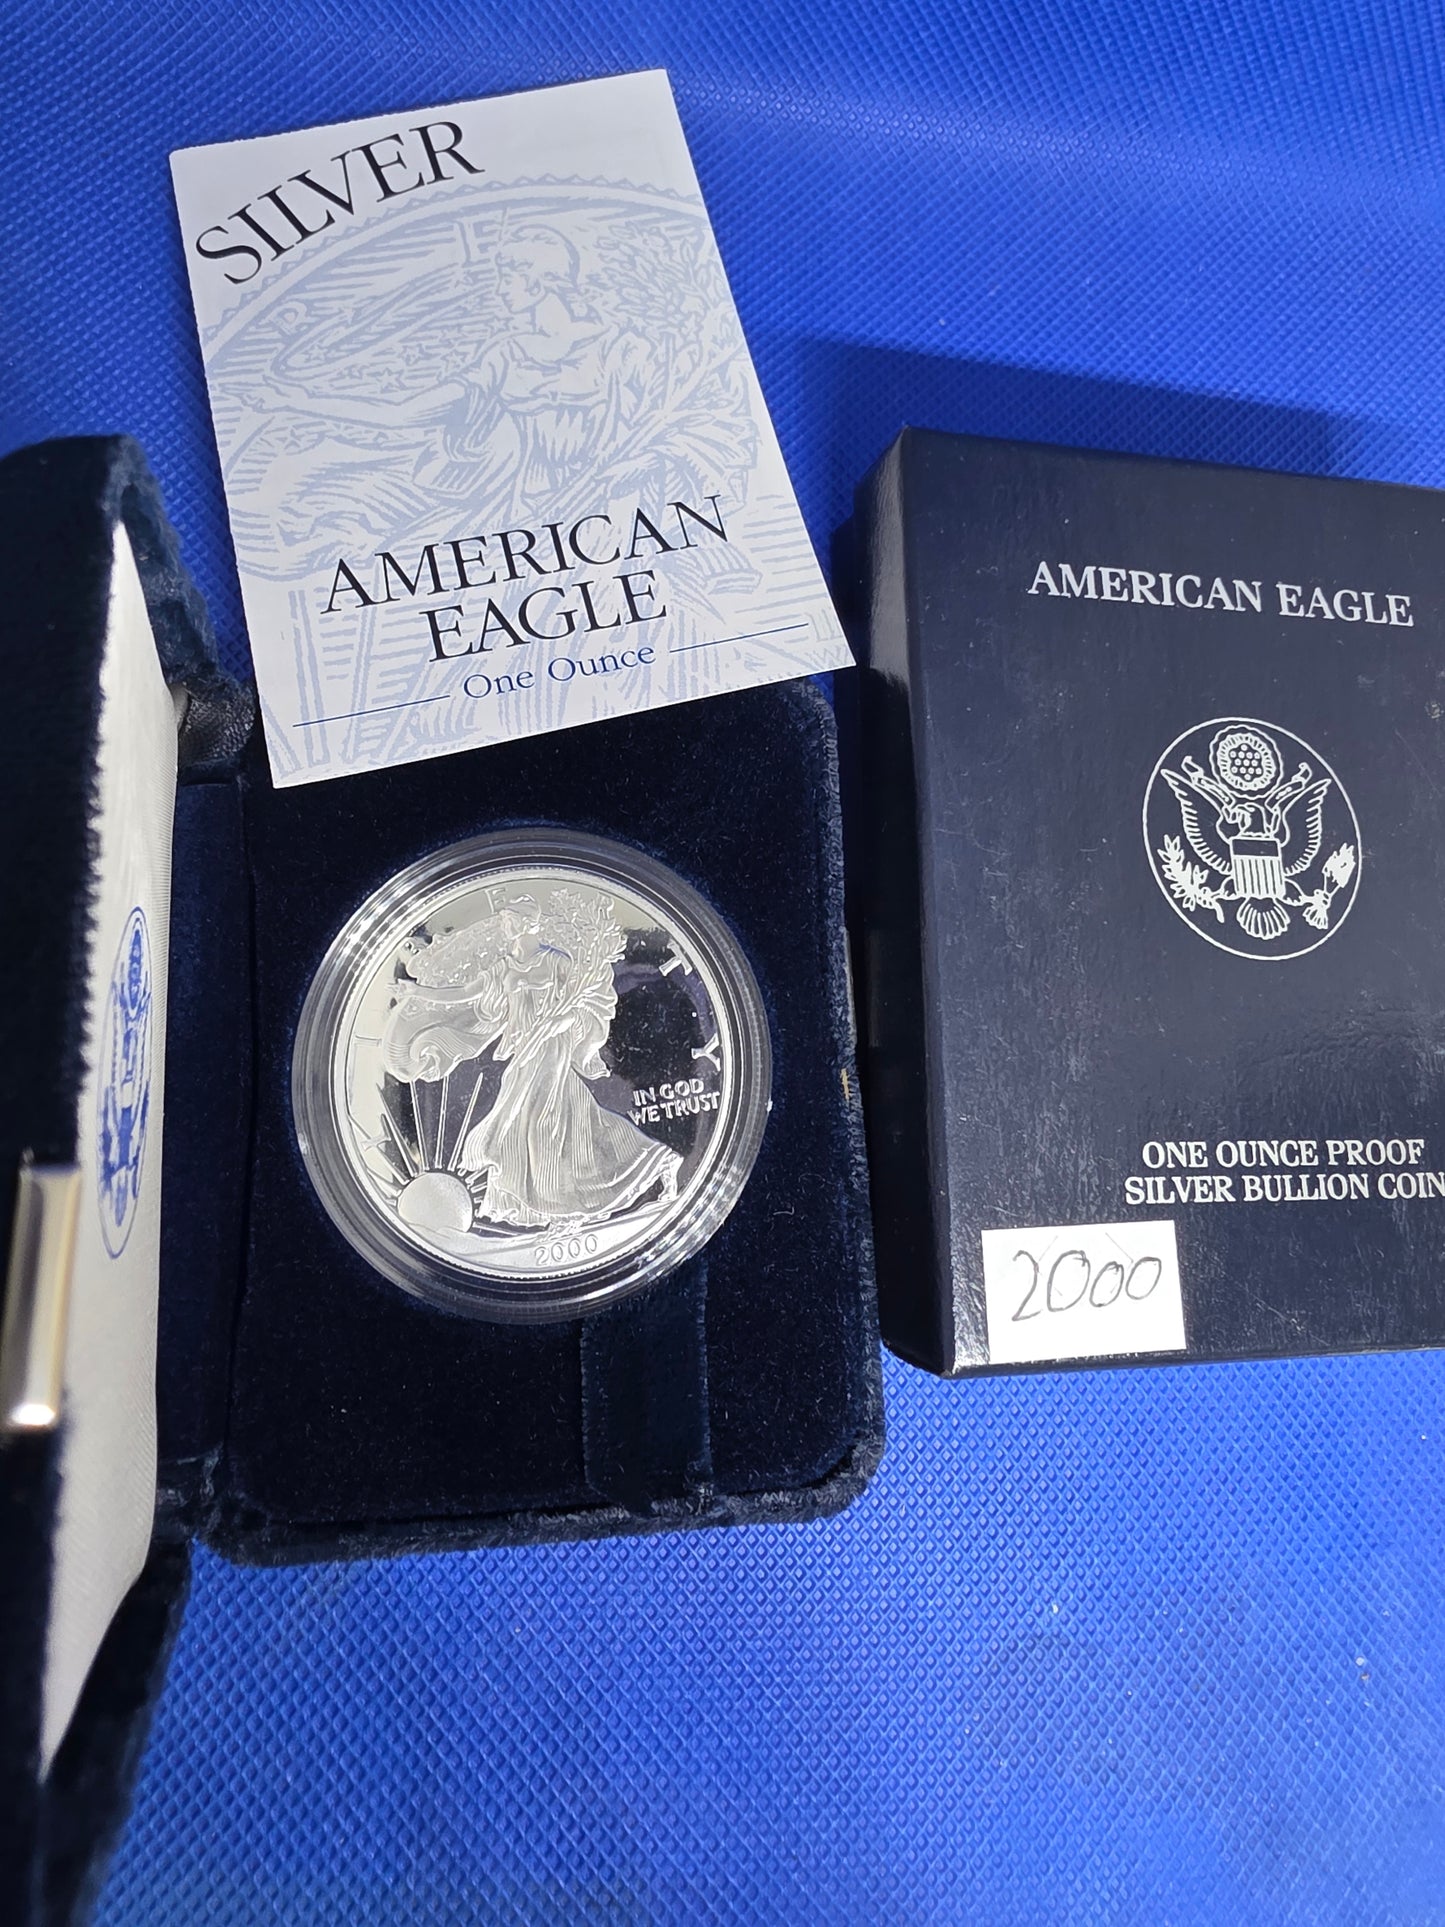 SILVER
AMERICAN
EAGLE
One Ounce
AMERICAN EAGLE
ONE OUNCE PROOF
SILVER BULLION COIN
2000
IN GOD
WE TRUST
2000